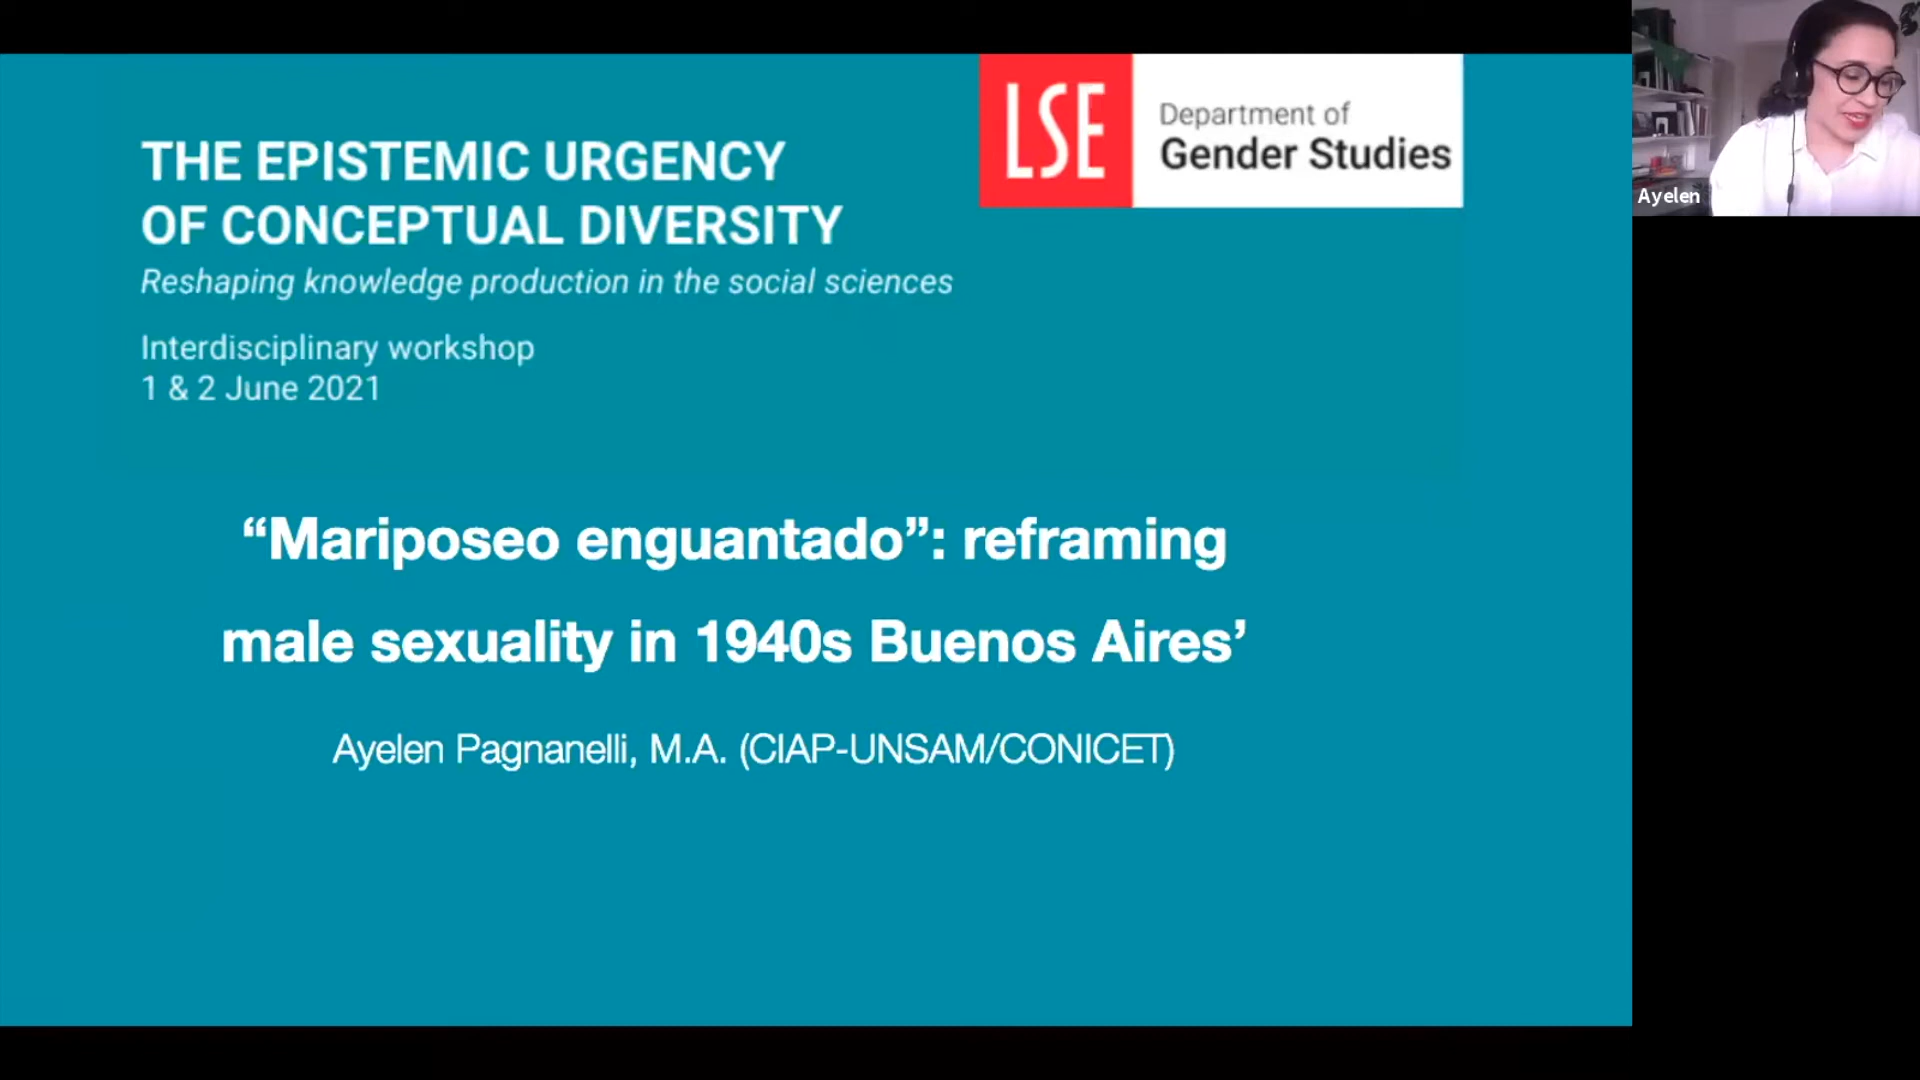 THE EPISTEMIC URGENCY
OF CONCEPTUAL DIVERSITY
Reshaping knowledge production in the social sciences
Interdisciplinary workshop
1 & 2 June 2021
LSE
Department of
Gender Studies
Ayelen
“Mariposeo enguantado”: reframing
male sexuality in 1940s Buenos Aires’
Ayelen Pagnanelli, M.A. (CIAP-UNSAM/CONICET)